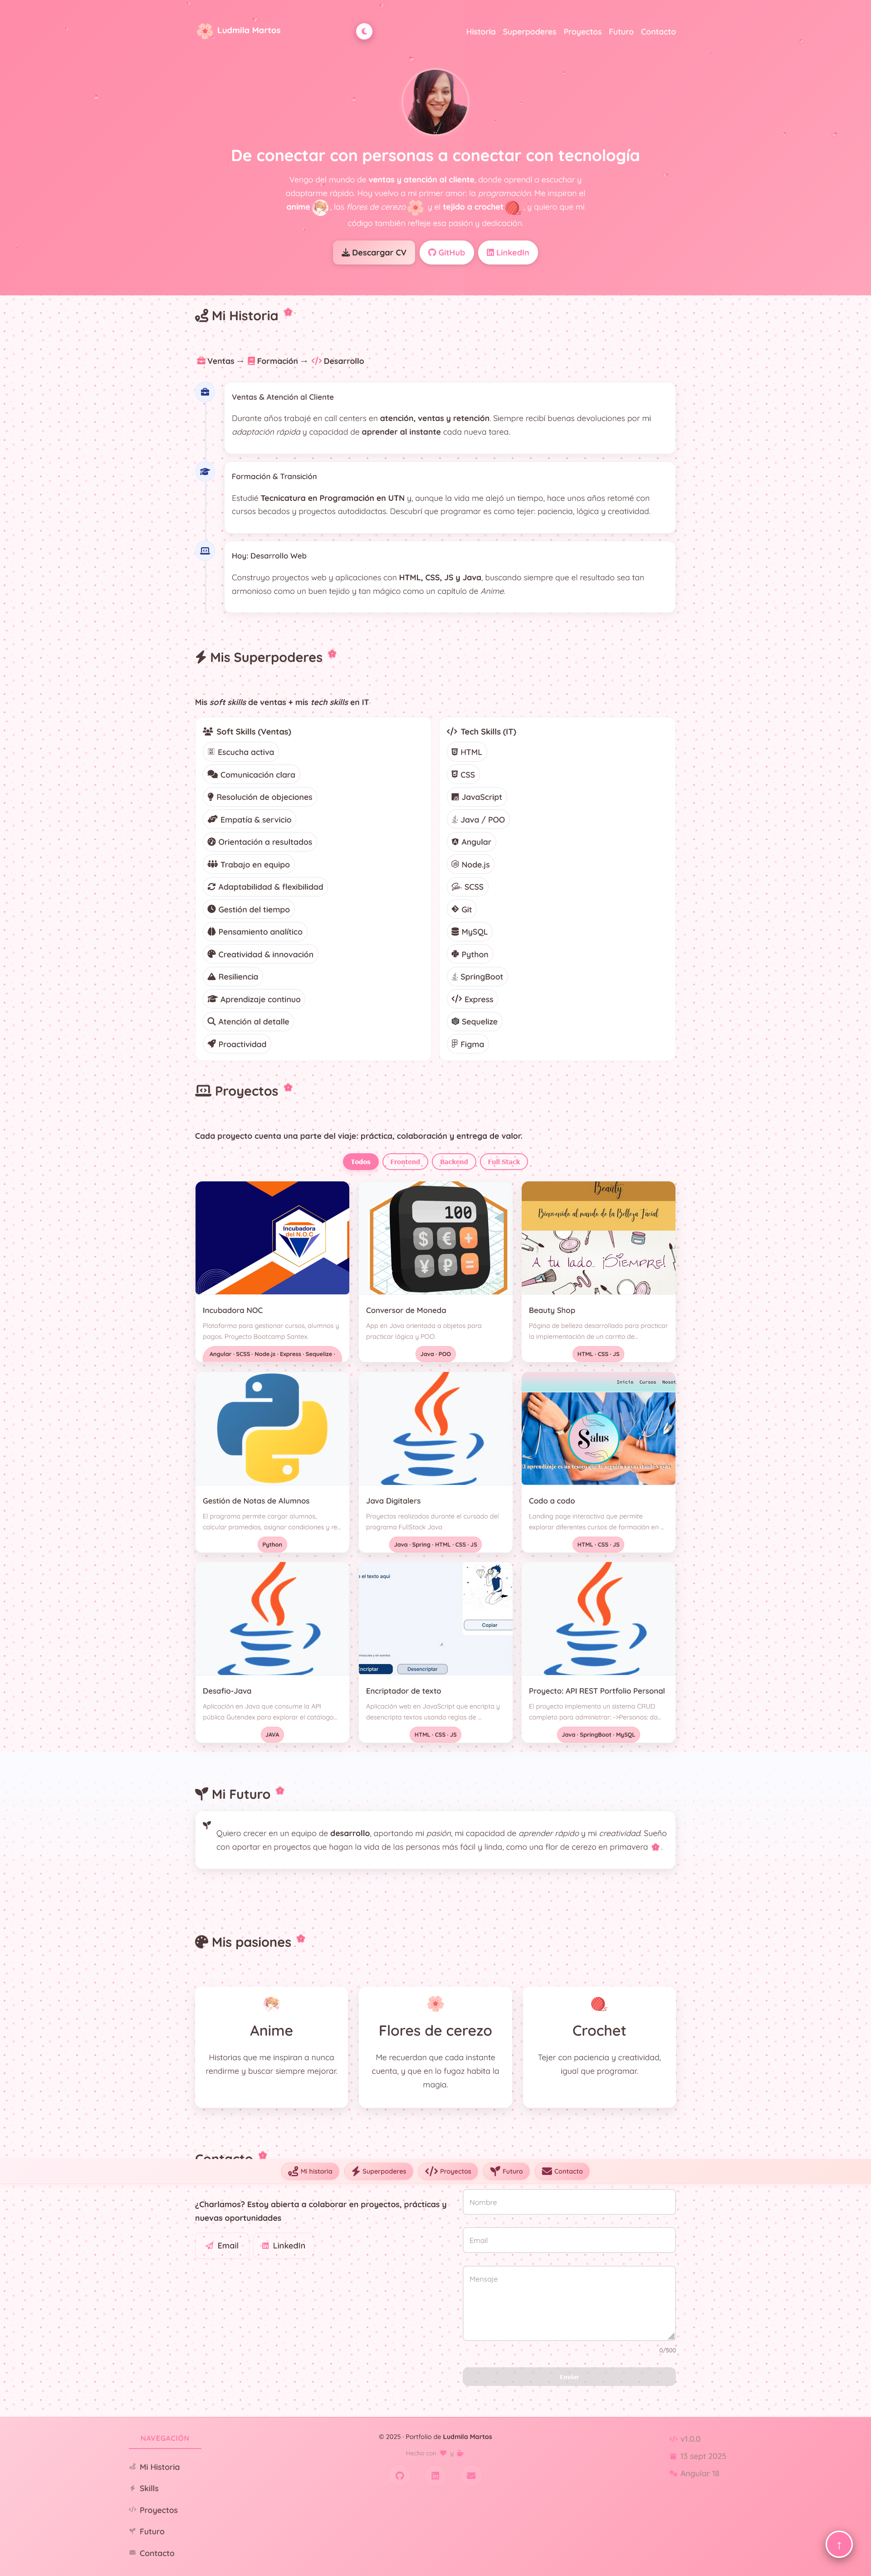 Ludmila Martos
Historia Superpoderes Proyectos Futuro Contacto
De conectar con personas a conectar con tecnología
Vengo del mundo de ventas y atención al cliente, donde aprendí a escuchar y
adaptarme rápido. Hoy vuelvo a mi primer amor: la programación. Me inspiran el
anime, las flores de cerezo y el tejido a crochet, y quiero que mi
código también refleje esa pasión y dedicación.
Descargar CV GitHub LinkedIn
Mi Historia
Ventas → Formación → Desarrollo
Ventas & Atención al Cliente
Durante años trabajé en call centers en atención, ventas y retención. Siempre recibí buenas devoluciones por mi
adaptación rápida y capacidad de aprender al instante cada nueva tarea.
Formación & Transición
Estudié Tecnicatura en Programación en UTN y, aunque la vida me alejó un tiempo, hace unos años retomé con
cursos becados y proyectos autodidactas. Descubrí que programar es como tejer: paciencia, lógica y creatividad.
Hoy: Desarrollo Web
Construyo proyectos web y aplicaciones con HTML, CSS, JS y Java, buscando siempre que el resultado sea tan
armonioso como un buen tejido y tan mágico como un capítulo de Anime.
Mis Superpoderes
Mis soft skills de ventas + mis tech skills en IT
Soft Skills (Ventas)
Escucha activa
Comunicación clara
Resolución de objeciones
Empatía & servicio
Orientación a resultados
Trabajo en equipo
Adaptabilidad & flexibilidad
Gestión del tiempo
Pensamiento analítico
Creatividad & innovación
Resiliencia
Aprendizaje continuo
Atención al detalle
Proactividad
Tech Skills (IT)
HTML
CSS
JavaScript
Java / POO
Angular
Node.js
SCSS
Git
MySQL
Python
SpringBoot
Express
Sequelize
Figma
Proyectos
Cada proyecto cuenta una parte del viaje: práctica, colaboración y entrega de valor.
Todos Frontend Backend Full Stack
Incubadora
del N.O.C
Incubadora NOC
Plataforma para gestionar cursos, alumnos y
pagos. Proyecto Bootcamp Santex.
Angular · SCSS · Node.js · Express · Sequelize ·
100
Conversor de Moneda
App en Java orientada a objetos para
practicar lógica y POO.
Java · POO
Beauty
Bienvenido al mundo de la Belleza Facial
A tu lado. ¡Siempre!
Beauty Shop
Página de belleza desarrollada para practicar
la implementación de un carrito de...
HTML · CSS · JS
Gestión de Notas de Alumnos
El programa permite cargar alumnos,
calcular promedios, asignar condiciones y re...
Python
Java Digitalers
Proyectos realizados durante el cursado del
programa FullStack Java
Java · Spring · HTML · CSS · JS
Inicio Cursos Nosot
Salus
El aprendizaje es un tesoro que
Codo a codo
Landing page interactiva que permite
explorar diferentes cursos de formación en ...
HTML · CSS · JS
Desafio-Java
Aplicación en Java que consume la API
pública Gutendex para explorar el catálogo...
JAVA
el texto aquí
Copiar
criptar
Desencriptar
Encriptador de texto
Aplicación web en JavaScript que encripta y
desencripta textos usando reglas de ...
HTML · CSS · JS
Proyecto: API REST Portfolio Personal
El proyecto implementa un sistema CRUD
completo para administrar: ->Personas: da...
Java · SpringBoot · MySQL
Mi Futuro
Quiero crecer en un equipo de desarrollo, aportando mi pasión, mi capacidad de aprender rápido y mi creatividad. Sueño
con aportar en proyectos que hagan la vida de las personas más fácil y linda, como una flor de cerezo en primavera.
Mis pasiones
Anime
Historias que me inspiran a nunca
rendirme y buscar siempre mejorar.
Flores de cerezo
Me recuerdan que cada instante
cuenta, y que en lo fugaz habita la
magia.
Crochet
Tejer con paciencia y creatividad,
igual que programar.
Contacto
Mi historia Superpoderes Proyectos Futuro Contacto
¿Charlamos? Estoy abierta a colaborar en proyectos, prácticas y
nuevas oportunidades
Email LinkedIn
Nombre
Email
Mensaje
0/500
Enviar
NAVEGACIÓN
Mi Historia
Skills
Proyectos
Futuro
Contacto
© 2025 · Portfolio de Ludmila Martos
Hecho con y
v1.0.0
13 sept 2025
Angular 18
↑